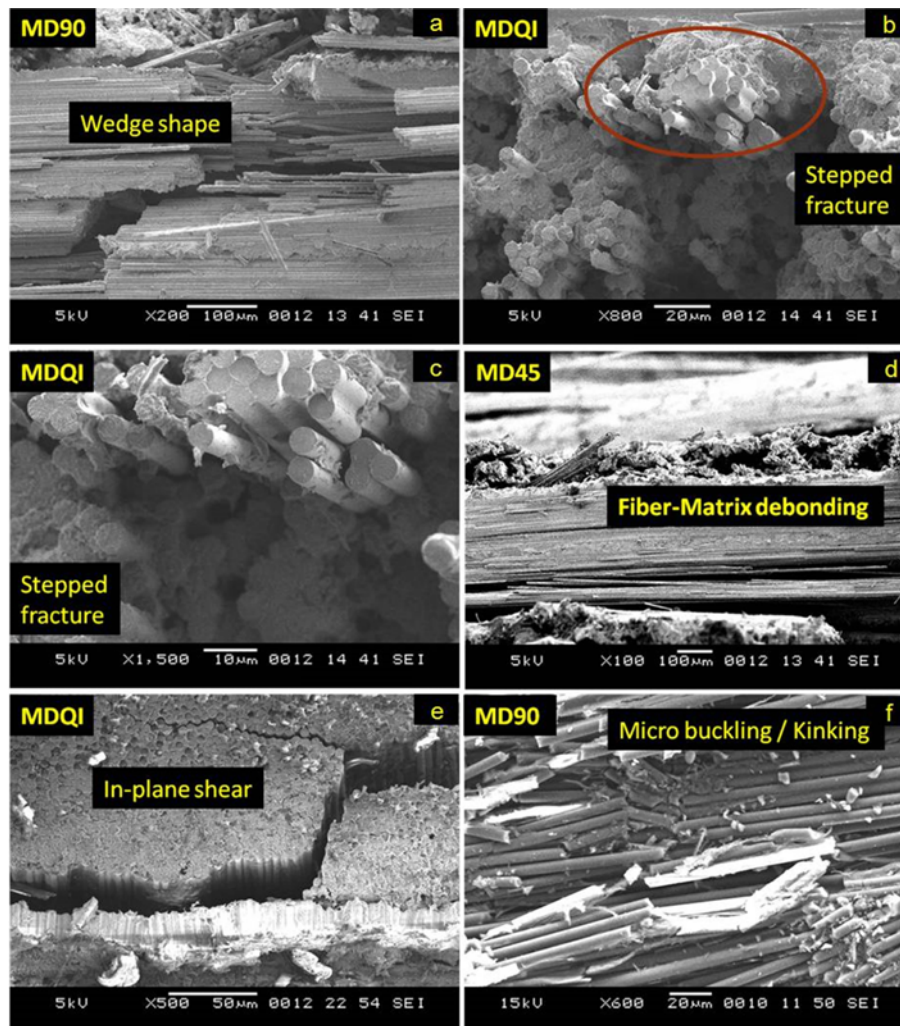 MD90
a
Wedge shape
5kV X200 100μm 0012 13 41 SEI
MDQI
b
Stepped
fracture
5kV X800 20μm 0012 14 41 SEI
MDQI
c
Stepped
fracture
5kV X1,500 10μm 0012 14 41 SEI
MD45
d
Fiber-Matrix debonding
5kV X100 100μm 0012 13 41 SEI
MDQI
e
In-plane shear
5kV X500 50μm 0012 22 54 SEI
MD90
f
Micro buckling / Kinking
15kV X600 20μm 0010 11 50 SEI